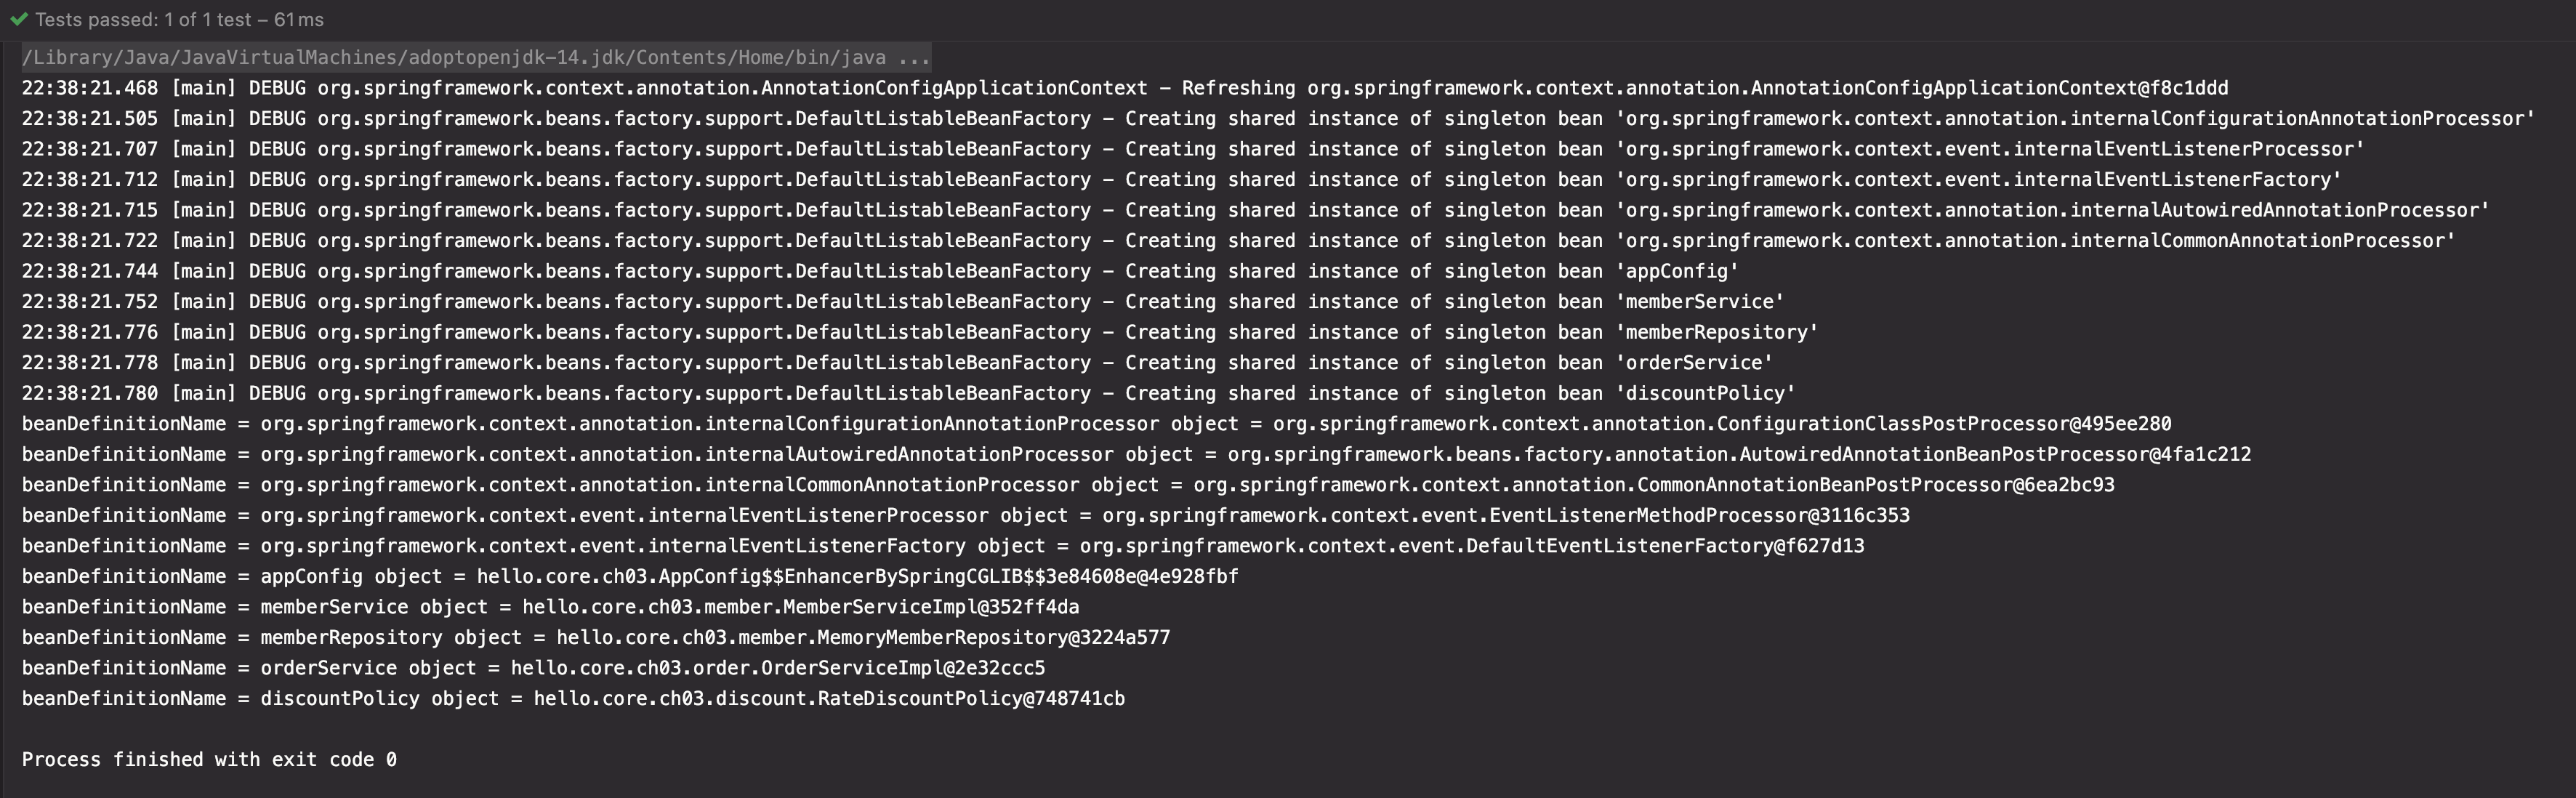 Tests passed: 1 of 1 test – 61 ms
/Library/Java/JavaVirtualMachines/adoptopenjdk-14.jdk/Contents/Home/bin/java ...
22:38:21.468 [main] DEBUG org.springframework.context.annotation.AnnotationConfigApplicationContext - Refreshing org.springframework.context.annotation.AnnotationConfigApplicationContext@f8c1ddd
22:38:21.505 [main] DEBUG org.springframework.beans.factory.support.DefaultListableBeanFactory - Creating shared instance of singleton bean 'org.springframework.context.annotation.internalConfigurationAnnotationProcessor'
22:38:21.707 [main] DEBUG org.springframework.beans.factory.support.DefaultListableBeanFactory - Creating shared instance of singleton bean 'org.springframework.context.event.internalEventListenerProcessor'
22:38:21.712 [main] DEBUG org.springframework.beans.factory.support.DefaultListableBeanFactory - Creating shared instance of singleton bean 'org.springframework.context.event.internalEventListenerFactory'
22:38:21.715 [main] DEBUG org.springframework.beans.factory.support.DefaultListableBeanFactory - Creating shared instance of singleton bean 'org.springframework.context.annotation.internalAutowiredAnnotationProcessor'
22:38:21.722 [main] DEBUG org.springframework.beans.factory.support.DefaultListableBeanFactory - Creating shared instance of singleton bean 'org.springframework.context.annotation.internalCommonAnnotationProcessor'
22:38:21.744 [main] DEBUG org.springframework.beans.factory.support.DefaultListableBeanFactory - Creating shared instance of singleton bean 'appConfig'
22:38:21.752 [main] DEBUG org.springframework.beans.factory.support.DefaultListableBeanFactory - Creating shared instance of singleton bean 'memberService'
22:38:21.776 [main] DEBUG org.springframework.beans.factory.support.DefaultListableBeanFactory - Creating shared instance of singleton bean 'memberRepository'
22:38:21.778 [main] DEBUG org.springframework.beans.factory.support.DefaultListableBeanFactory - Creating shared instance of singleton bean 'orderService'
22:38:21.780 [main] DEBUG org.springframework.beans.factory.support.DefaultListableBeanFactory - Creating shared instance of singleton bean 'discountPolicy'
beanDefinitionName = org.springframework.context.annotation.internalConfigurationAnnotationProcessor object = org.springframework.context.annotation.ConfigurationClassPostProcessor@495ee280
beanDefinitionName = org.springframework.context.annotation.internalAutowiredAnnotationProcessor object = org.springframework.beans.factory.annotation.AutowiredAnnotationBeanPostProcessor@4fa1c212
beanDefinitionName = org.springframework.context.annotation.internalCommonAnnotationProcessor object = org.springframework.context.annotation.CommonAnnotationBeanPostProcessor@6ea2bc93
beanDefinitionName = org.springframework.context.event.internalEventListenerProcessor object = org.springframework.context.event.EventListenerMethodProcessor@3116c353
beanDefinitionName = org.springframework.context.event.internalEventListenerFactory object = org.springframework.context.event.DefaultEventListenerFactory@f627d13
beanDefinitionName = appConfig object = hello.core.ch03.AppConfig$$EnhancerBySpringCGLIB$$3e84608e@4e928fbf
beanDefinitionName = memberService object = hello.core.ch03.member.MemberServiceImpl@352ff4da
beanDefinitionName = memberRepository object = hello.core.ch03.member.MemoryMemberRepository@3224a577
beanDefinitionName = orderService object = hello.core.ch03.order.OrderServiceImpl@2e32ccc5
beanDefinitionName = discountPolicy object = hello.core.ch03.discount.RateDiscountPolicy@748741cb
Process finished with exit code 0